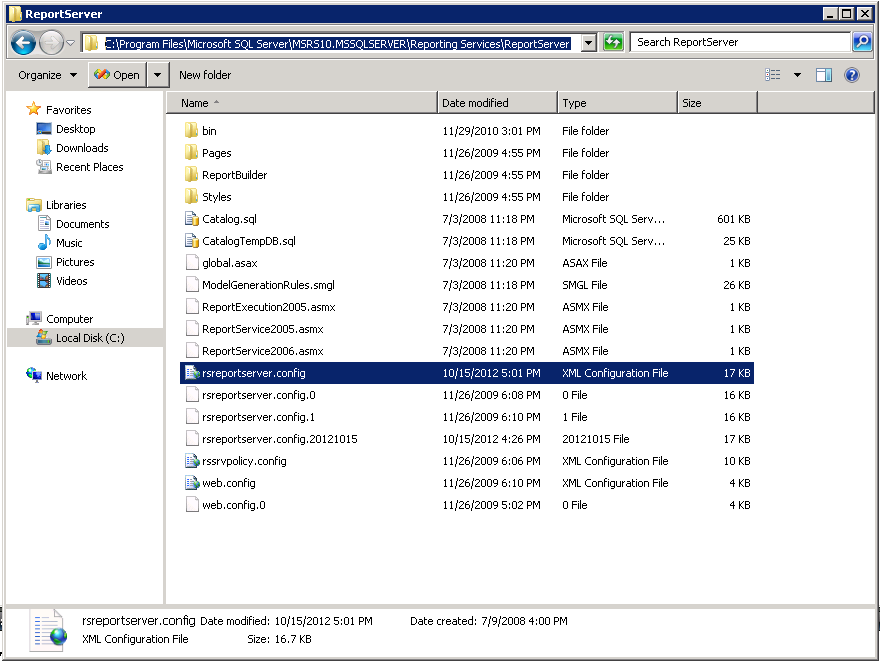 ReportServer
C:\Program Files\Microsoft SQL Server\MSRS10.MSSQLSERVER\Reporting Services\ReportServer
Search ReportServer
Organize Open New folder
Name Date modified Type Size
Favorites
Desktop
Downloads
Recent Places
Libraries
Documents
Music
Pictures
Videos
Computer
Local Disk (C:)
Network
bin 11/29/2010 3:01 PM File folder
Pages 11/26/2009 4:55 PM File folder
ReportBuilder 11/26/2009 4:55 PM File folder
Styles 11/26/2009 4:55 PM File folder
Catalog.sql 7/3/2008 11:18 PM Microsoft SQL Serv... 601 KB
CatalogTempDB.sql 7/3/2008 11:18 PM Microsoft SQL Serv... 25 KB
global.asax 7/3/2008 11:20 PM ASAX File 1 KB
ModelGenerationRules.smgl 7/3/2008 11:18 PM SMGL File 26 KB
ReportExecution2005.asmx 7/3/2008 11:20 PM ASMX File 1 KB
ReportService2005.asmx 7/3/2008 11:20 PM ASMX File 1 KB
ReportService2006.asmx 7/3/2008 11:20 PM ASMX File 1 KB
rsreportserver.config 10/15/2012 5:01 PM XML Configuration File 17 KB
rsreportserver.config.0 11/26/2009 6:08 PM 0 File 16 KB
rsreportserver.config.1 11/26/2009 6:10 PM 1 File 16 KB
rsreportserver.config.20121015 10/15/2012 4:26 PM 20121015 File 17 KB
rssrvpolicy.config 11/26/2009 6:06 PM XML Configuration File 10 KB
web.config 11/26/2009 6:10 PM XML Configuration File 4 KB
web.config.0 11/26/2009 5:02 PM 0 File 4 KB
rsreportserver.config Date modified: 10/15/2012 5:01 PM Date created: 7/9/2008 4:00 PM
XML Configuration File Size: 16.7 KB